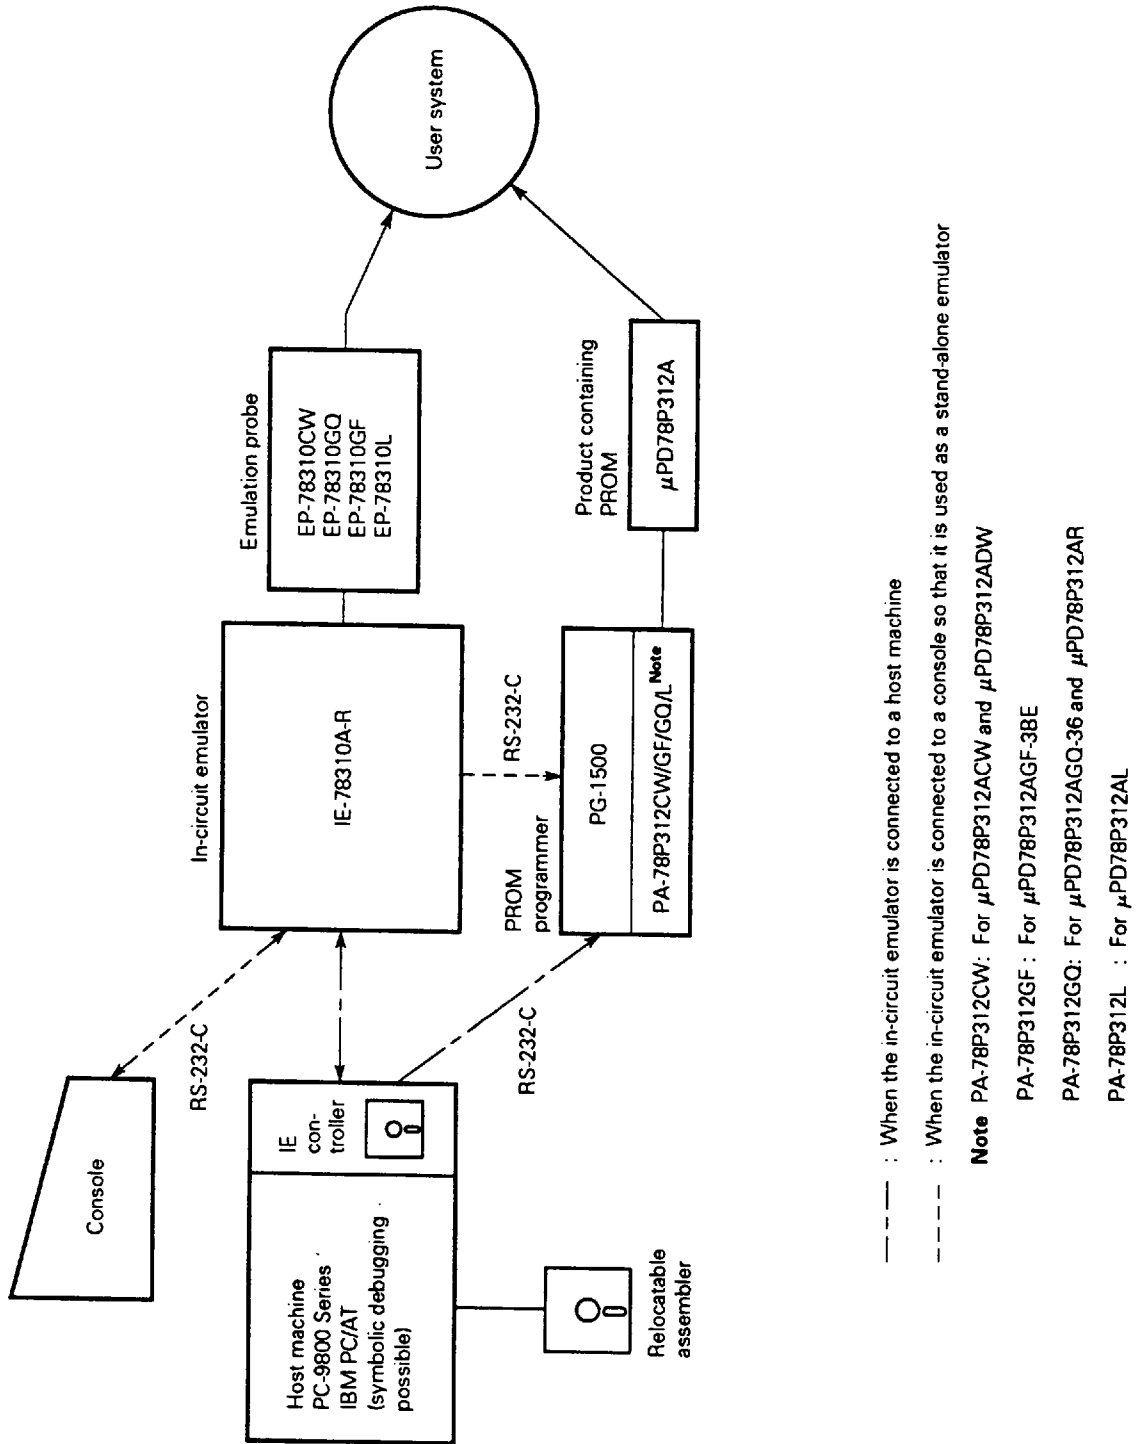 Console
RS-232-C
Host machine
PC-9800 Series
IBM PC/AT
(symbolic debugging
possible)
IE
con-
troller
Relocatable
assembler
RS-232-C
In-circuit emulator
IE-78310A-R
RS-232-C
PROM
programmer
PG-1500
PA-78P312CW/GF/GQ/L Note
Emulation probe
EP-78310CW
EP-78310GQ
EP-78310GF
EP-78310L
Product containing
PROM
μPD78P312A
User system
: When the in-circuit emulator is connected to a host machine
: When the in-circuit emulator is connected to a console so that it is used as a stand-alone emulator
Note PA-78P312CW: For μPD78P312ACW and μPD78P312ADW
PA-78P312GF : For μPD78P312AGF-3BE
PA-78P312GQ: For μPD78P312AGQ-36 and μPD78P312AR
PA-78P312L : For μPD78P312AL